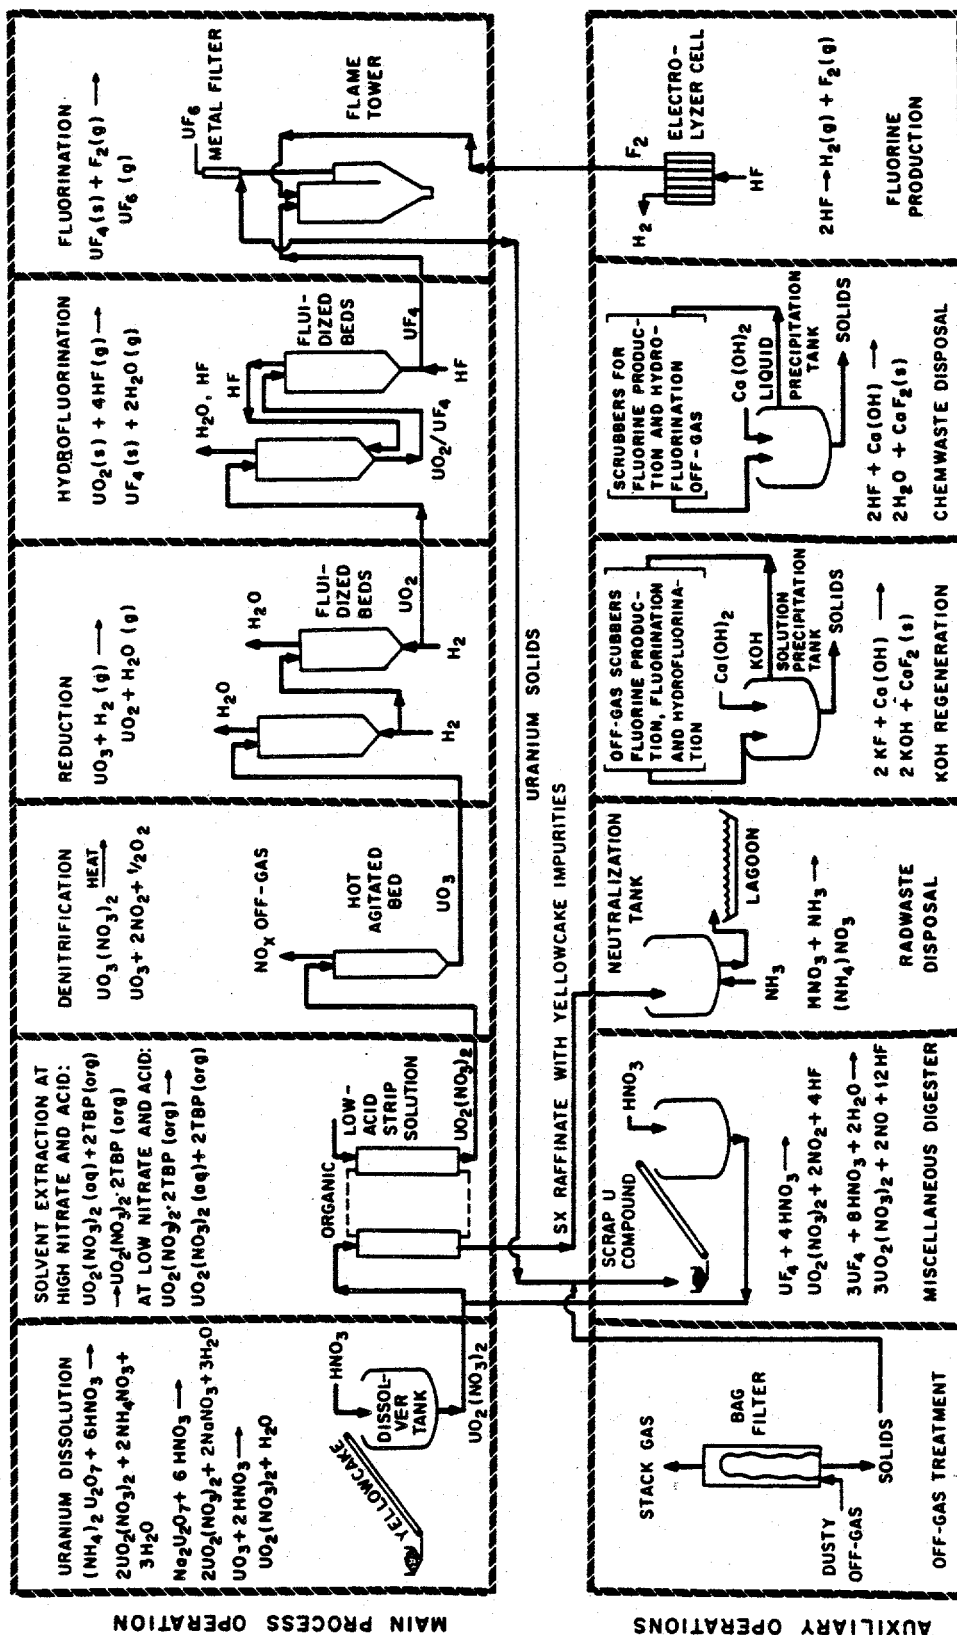 MAIN PROCESS OPERATION
URANIUM DISSOLUTION
(NH4)2 U2O7 + 6HNO3 →
2UO2(NO3)2 + 2NH4NO3 +
3H2O
Na2U2O7 + 6 HNO3 →
2UO2(NO3)2 + 2NaNO3 + 3H2O
UO3 + 2 HNO3 →
UO2(NO3)2 + H2O
HNO3
YELLOWCAKE
DISSOL-
VER
TANK
UO2(NO3)2
SOLVENT EXTRACTION AT
HIGH NITRATE AND ACID:
UO2(NO3)2 (aq) + 2TBP (org)
→ UO2(NO3)2·2TBP (org)
AT LOW NITRATE AND ACID:
UO2(NO3)2·2TBP (org) →
UO2(NO3)2 (aq) + 2TBP (org)
ORGANIC
LOW-
ACID
STRIP
SOLUTION
UO2(NO3)2
DENITRIFICATION
UO3(NO3)2 HEAT →
UO3 + 2NO2 + 1/2O2
NOX OFF-GAS
HOT
AGITATED
BED
UO3
REDUCTION
UO3 + H2 (g) →
UO2 + H2O (g)
H2O
H2O
FLUI-
DIZED
BEDS
UO2
H2
H2
HYDROFLUORINATION
UO2(s) + 4HF(g) →
UF4(s) + 2H2O (g)
H2O, HF
HF
FLUI-
DIZED
BEDS
UF4
UO2/UF4
HF
FLUORINATION
UF4(s) + F2(g) →
UF6 (g)
UF6
METAL FILTER
FLAME
TOWER
URANIUM SOLIDS
SX RAFFINATE WITH YELLOWCAKE IMPURITIES
AUXILIARY OPERATIONS
STACK GAS
BAG
FILTER
DUSTY
OFF-GAS
SOLIDS
OFF-GAS TREATMENT
SCRAP U
COMPOUND
HNO3
UF4 + 4HNO3 →
UO2(NO3)2 + 2NO2 + 4HF
3UF4 + 8HNO3 + 2H2O →
3UO2(NO3)2 + 2NO + 12HF
MISCELLANEOUS DIGESTER
NEUTRALIZATION
TANK
NH3
LAGOON
HNO3 + NH3 →
(NH4) NO3
RADWASTE
DISPOSAL
OFF-GAS SCUBBERS
FLUORINE PRODUC-
TION, FLUORINATION
AND HYDROFLUORINA-
TION
Ca(OH)2
KOH
SOLUTION
PRECIPITATION
TANK
SOLIDS
2 KF + Ca(OH) →
2 KOH + CaF2 (s)
KOH REGENERATION
SCRUBBERS FOR
FLUORINE PRODUC-
TION AND HYDRO-
FLUORINATION
OFF-GAS
Ca(OH)2
LIQUID
PRECIPITATION
TANK
SOLIDS
2HF + Ca(OH) →
2H2O + CaF2(s)
CHEMWASTE DISPOSAL
H2
F2
ELECTRO-
LYZER CELL
HF
2HF → H2(g) + F2(g)
FLUORINE
PRODUCTION